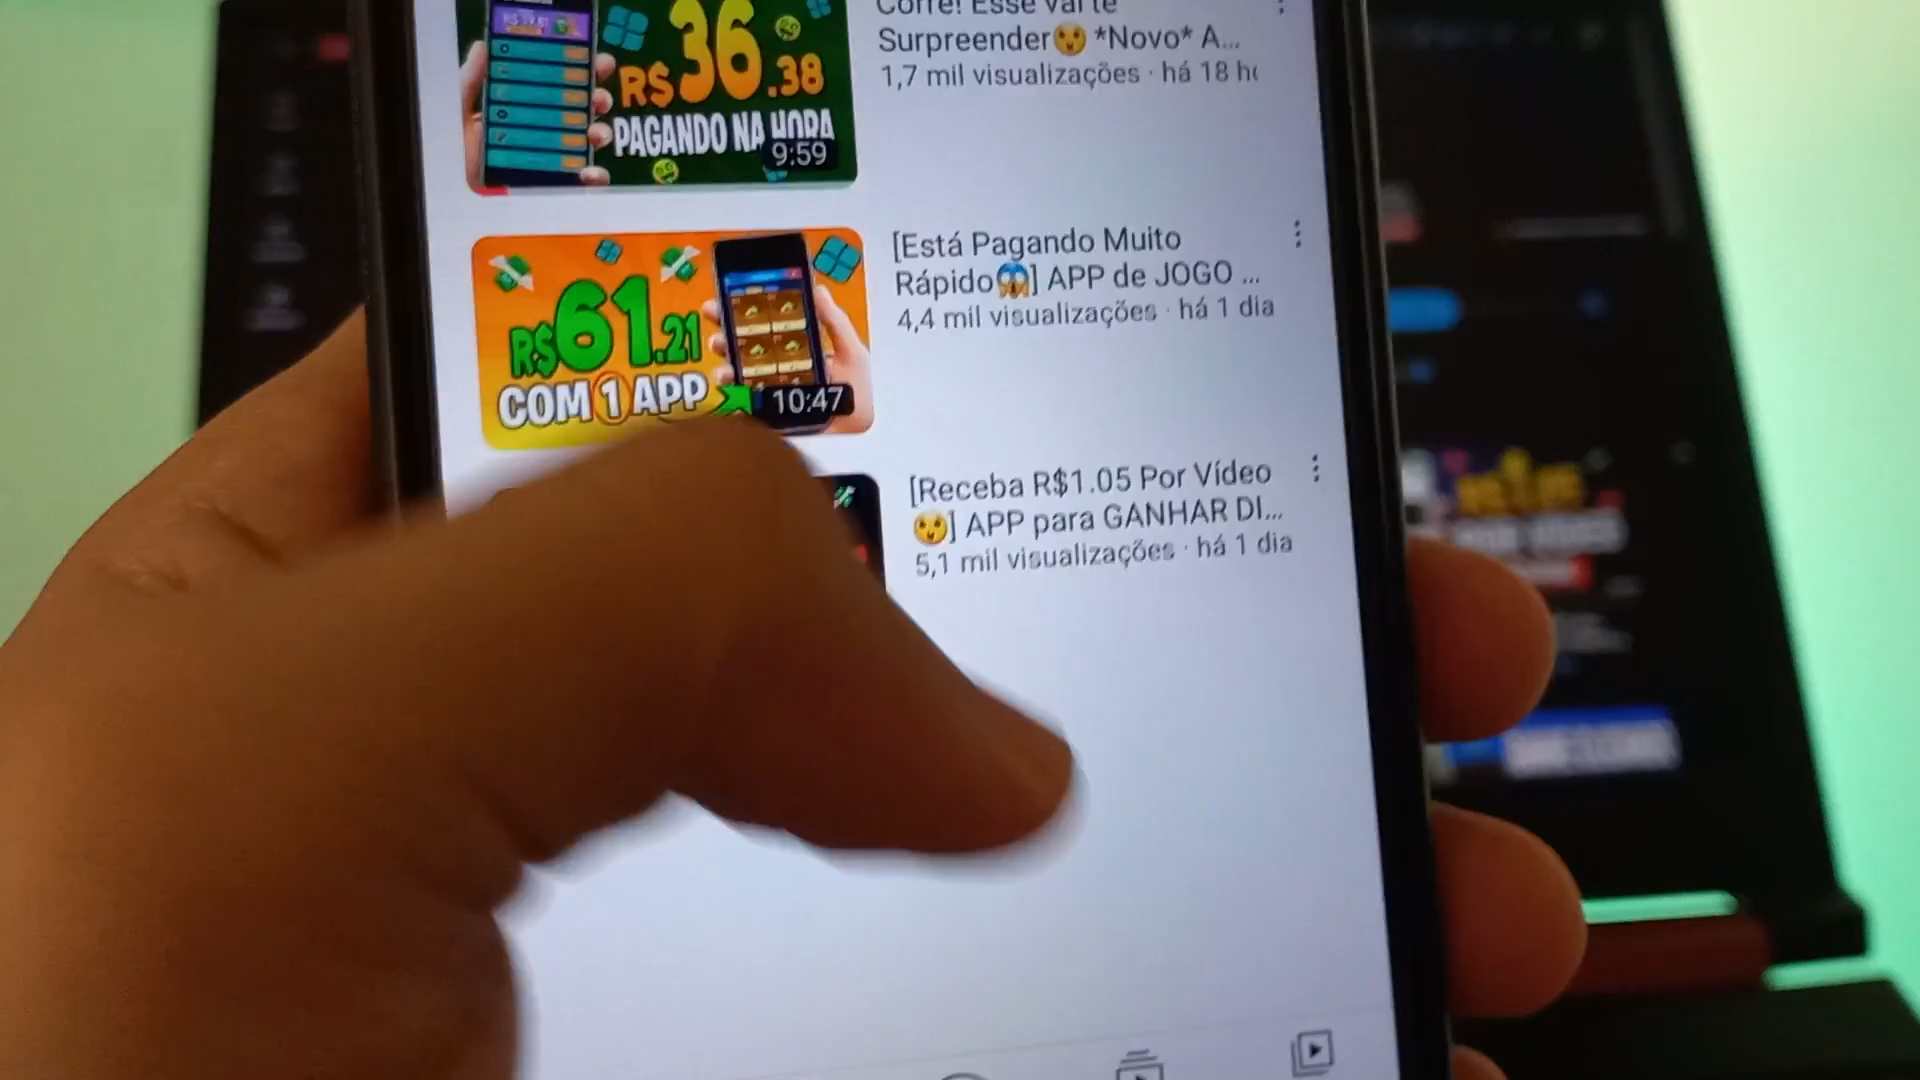 R$36.38
PAGANDO NA HORA
9:59
Corre! Esse vai te
Surpreender😲 *Novo* A...
1,7 mil visualizações · há 18 ho
R$61.21
COM 1 APP
10:47
[Está Pagando Muito
Rápido😱] APP de JOGO ...
4,4 mil visualizações · há 1 dia
[Receba R$1.05 Por Vídeo
😲] APP para GANHAR DI...
5,1 mil visualizações · há 1 dia